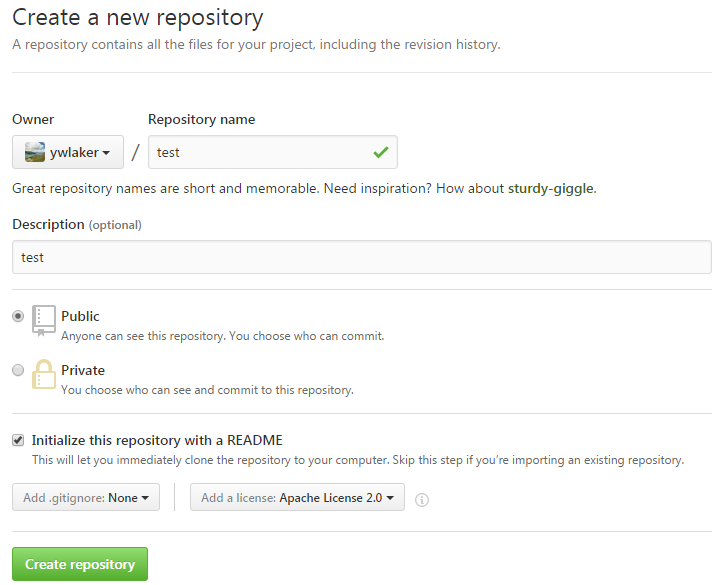 Create a new repository
A repository contains all the files for your project, including the revision history.
Owner Repository name
ywlaker / test
Great repository names are short and memorable. Need inspiration? How about sturdy-giggle.
Description (optional)
test
Public
Anyone can see this repository. You choose who can commit.
Private
You choose who can see and commit to this repository.
Initialize this repository with a README
This will let you immediately clone the repository to your computer. Skip this step if you’re importing an existing repository.
Add .gitignore: None Add a license: Apache License 2.0
Create repository